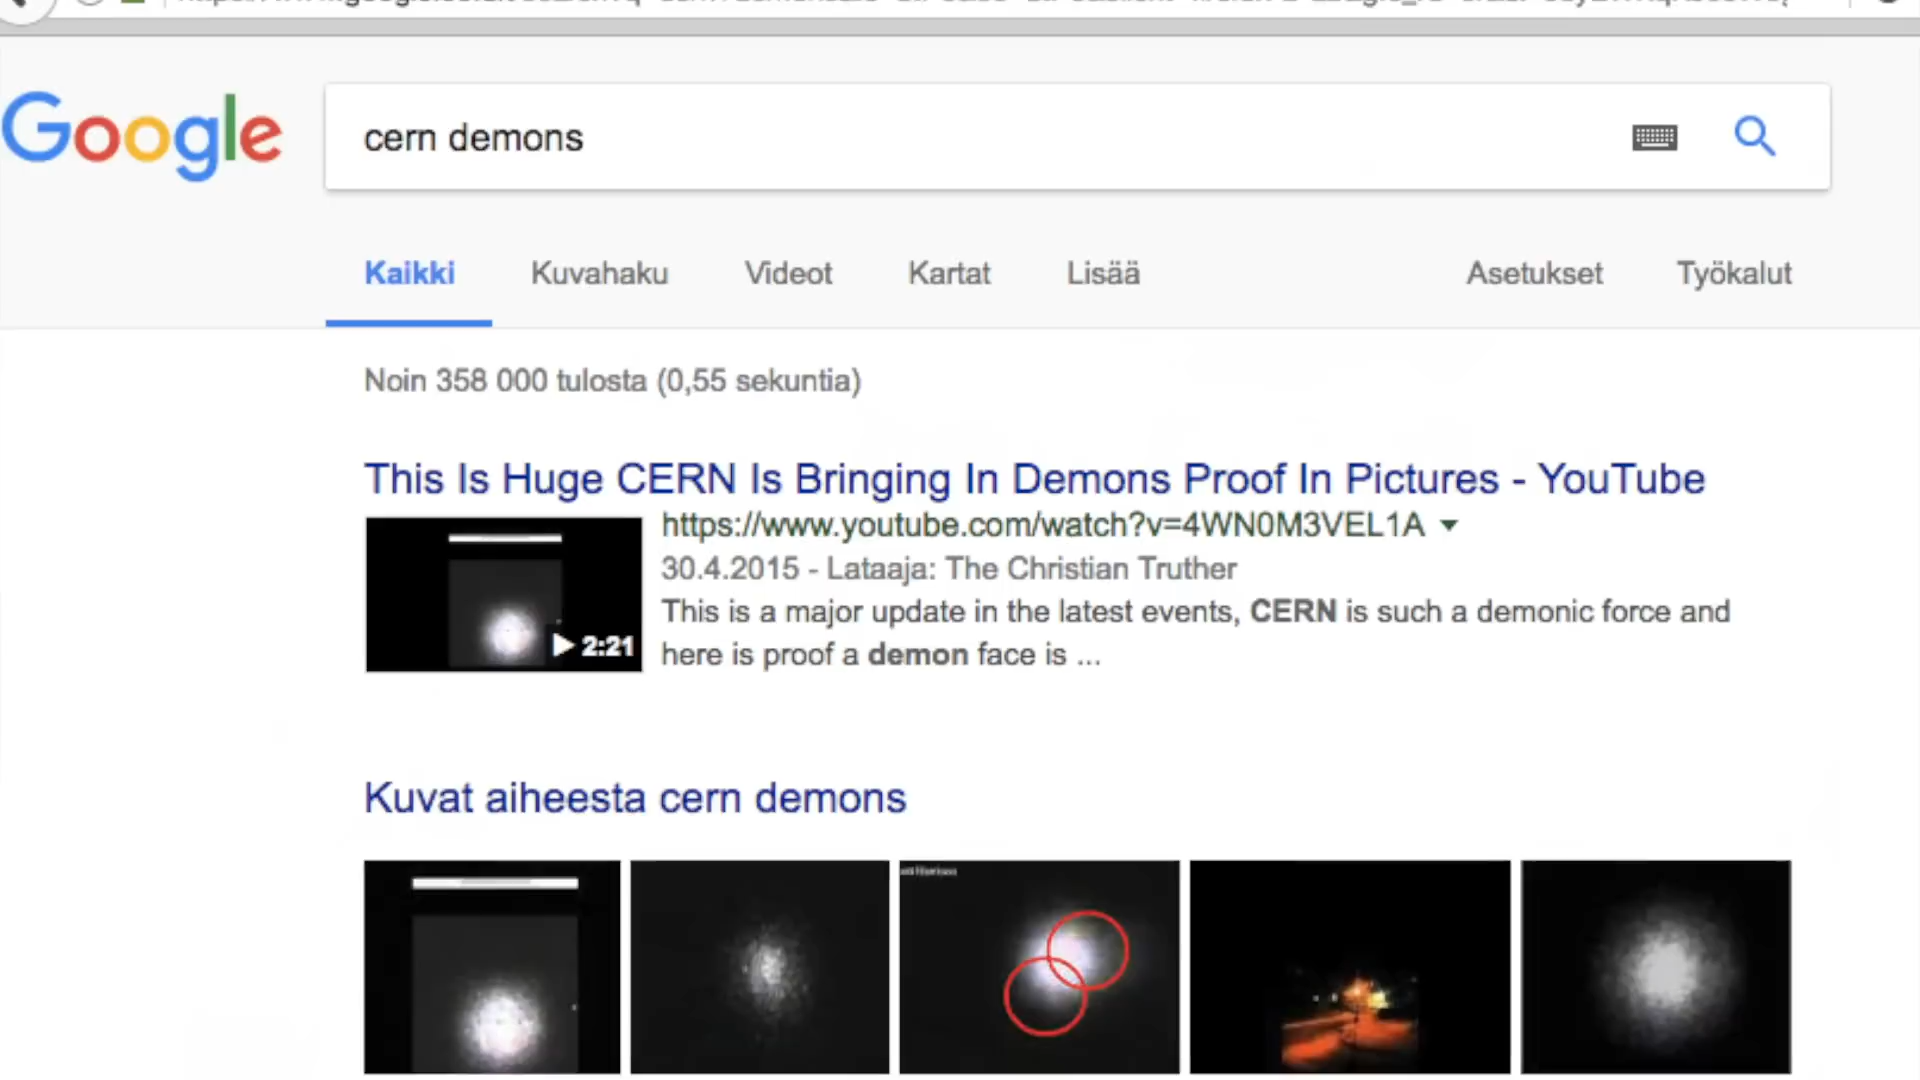 Google
cern demons
Kaikki Kuvahaku Videot Kartat Lisää Asetukset Työkalut
Noin 358 000 tulosta (0,55 sekuntia)
This Is Huge CERN Is Bringing In Demons Proof In Pictures - YouTube
https://www.youtube.com/watch?v=4WN0M3VEL1A
30.4.2015 - Lataaja: The Christian Truther
This is a major update in the latest events, CERN is such a demonic force and
here is proof a demon face is ...
2:21
Kuvat aiheesta cern demons